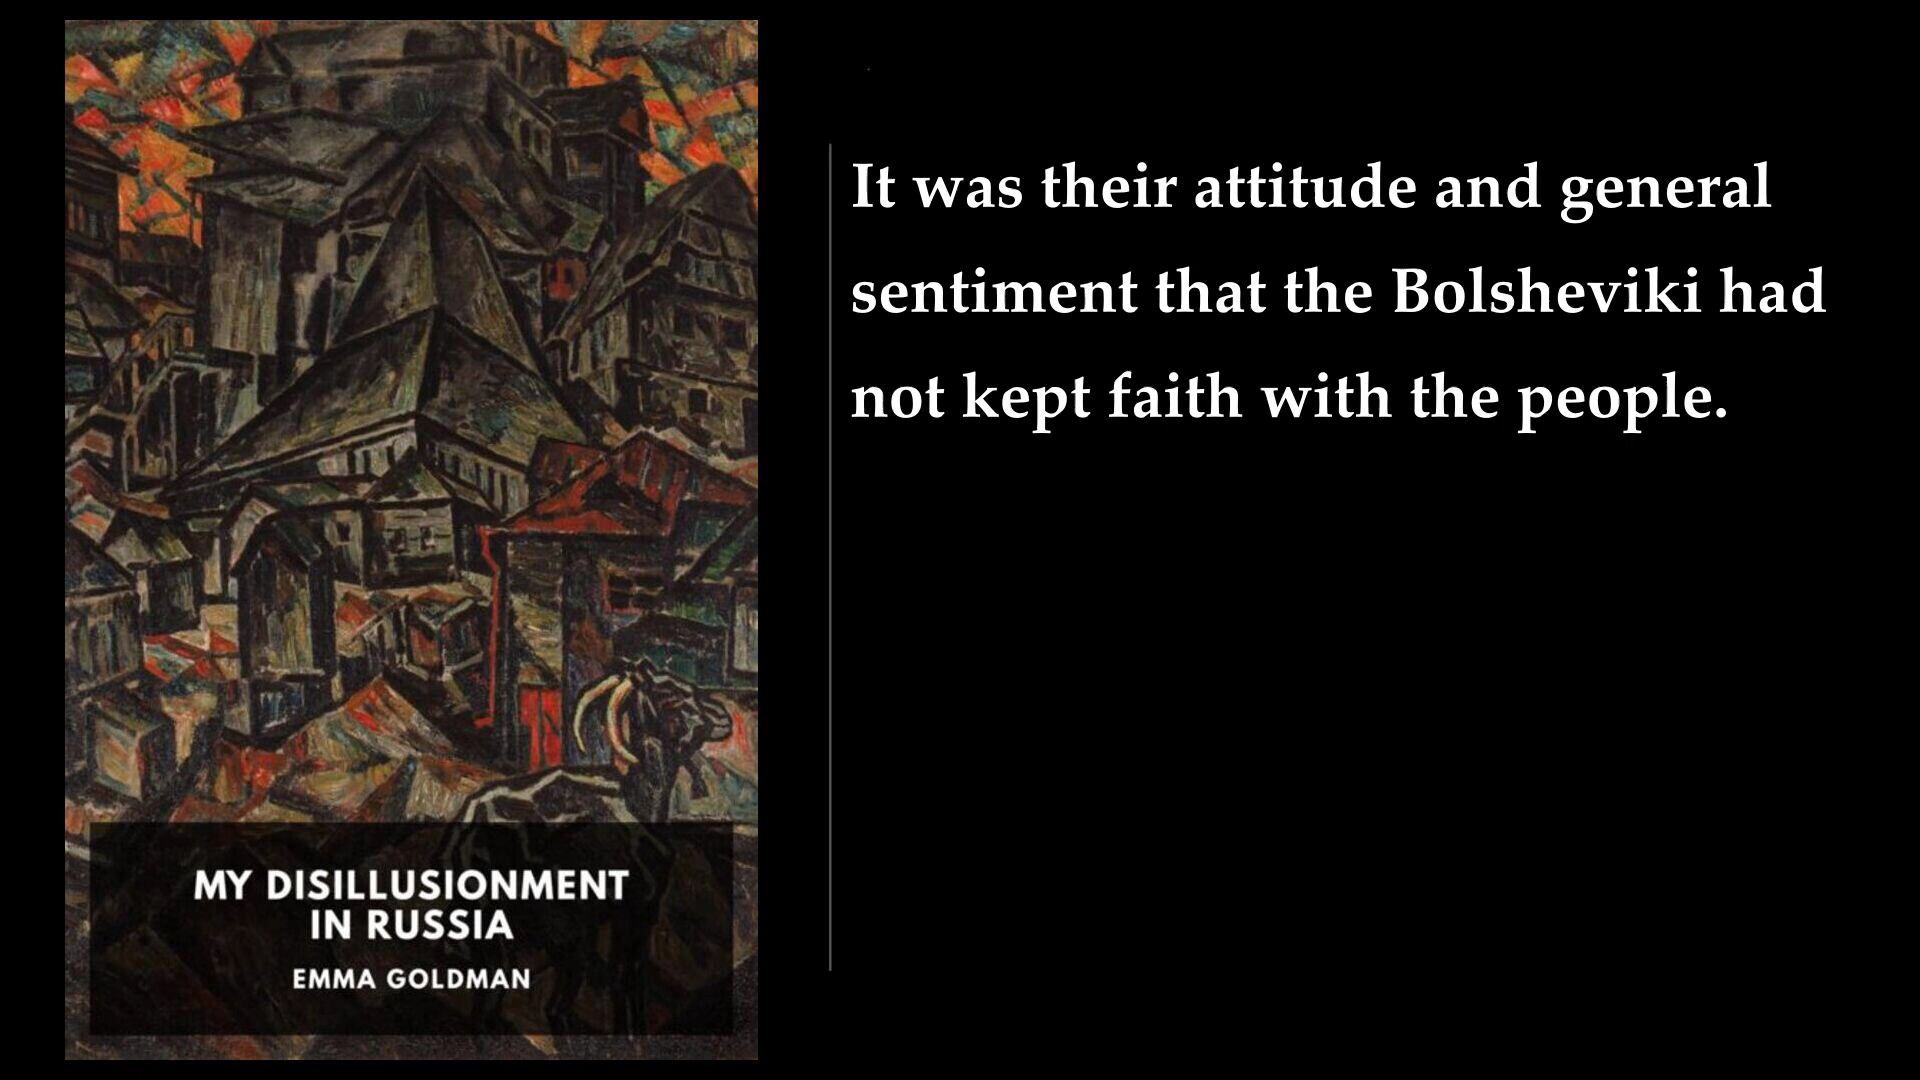 MY DISILLUSIONMENT
IN RUSSIA
EMMA GOLDMAN
It was their attitude and general
sentiment that the Bolsheviki had
not kept faith with the people.